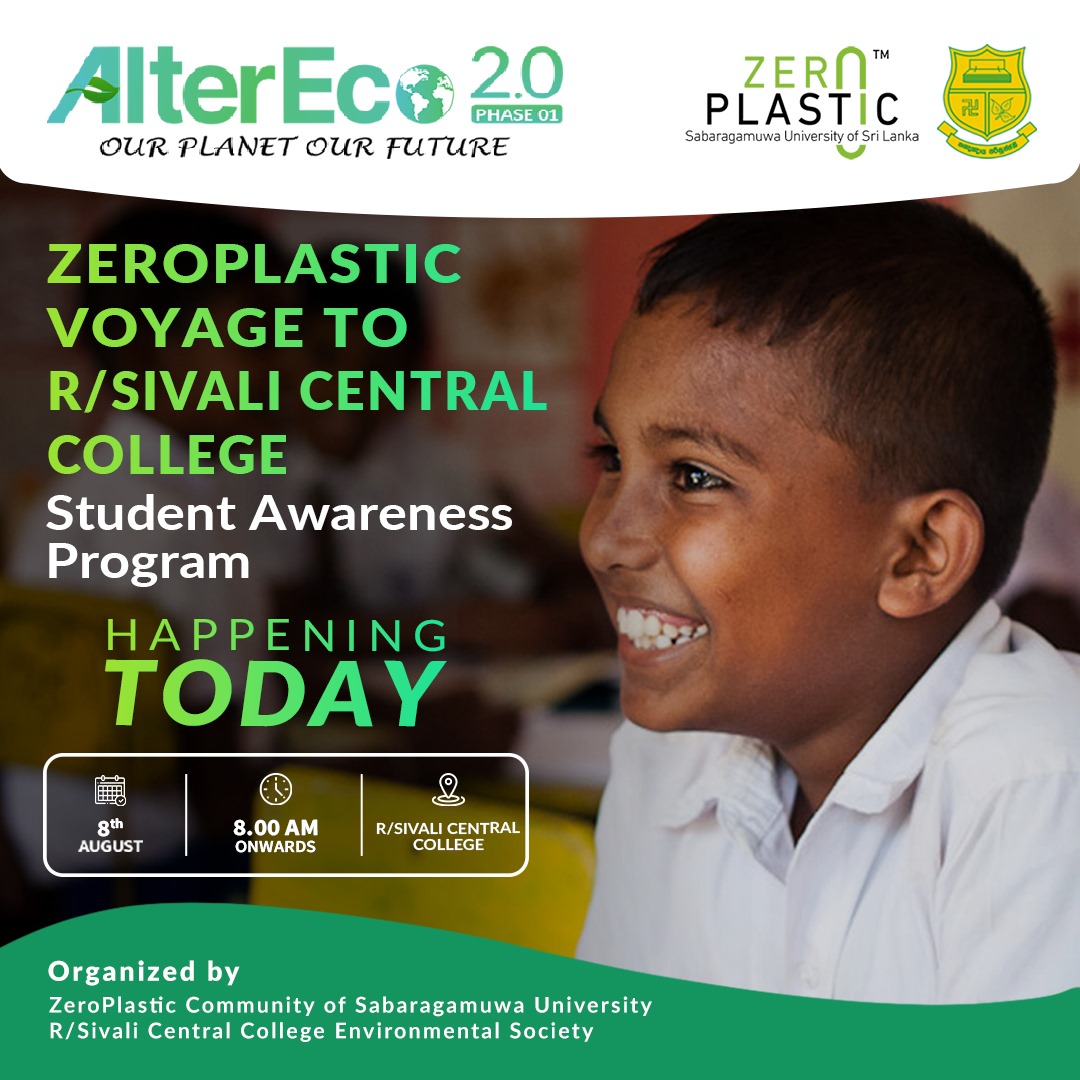 AlterEco 2.0
PHASE 01
OUR PLANET OUR FUTURE
ZERO ™
PLASTIC
Sabaragamuwa University of Sri Lanka
ZEROPLASTIC
VOYAGE TO
R/SIVALI CENTRAL
COLLEGE
Student Awareness
Program
HAPPENING
TODAY
8th
AUGUST
8.00 AM
ONWARDS
R/SIVALI CENTRAL
COLLEGE
Organized by
ZeroPlastic Community of Sabaragamuwa University
R/Sivali Central College Environmental Society